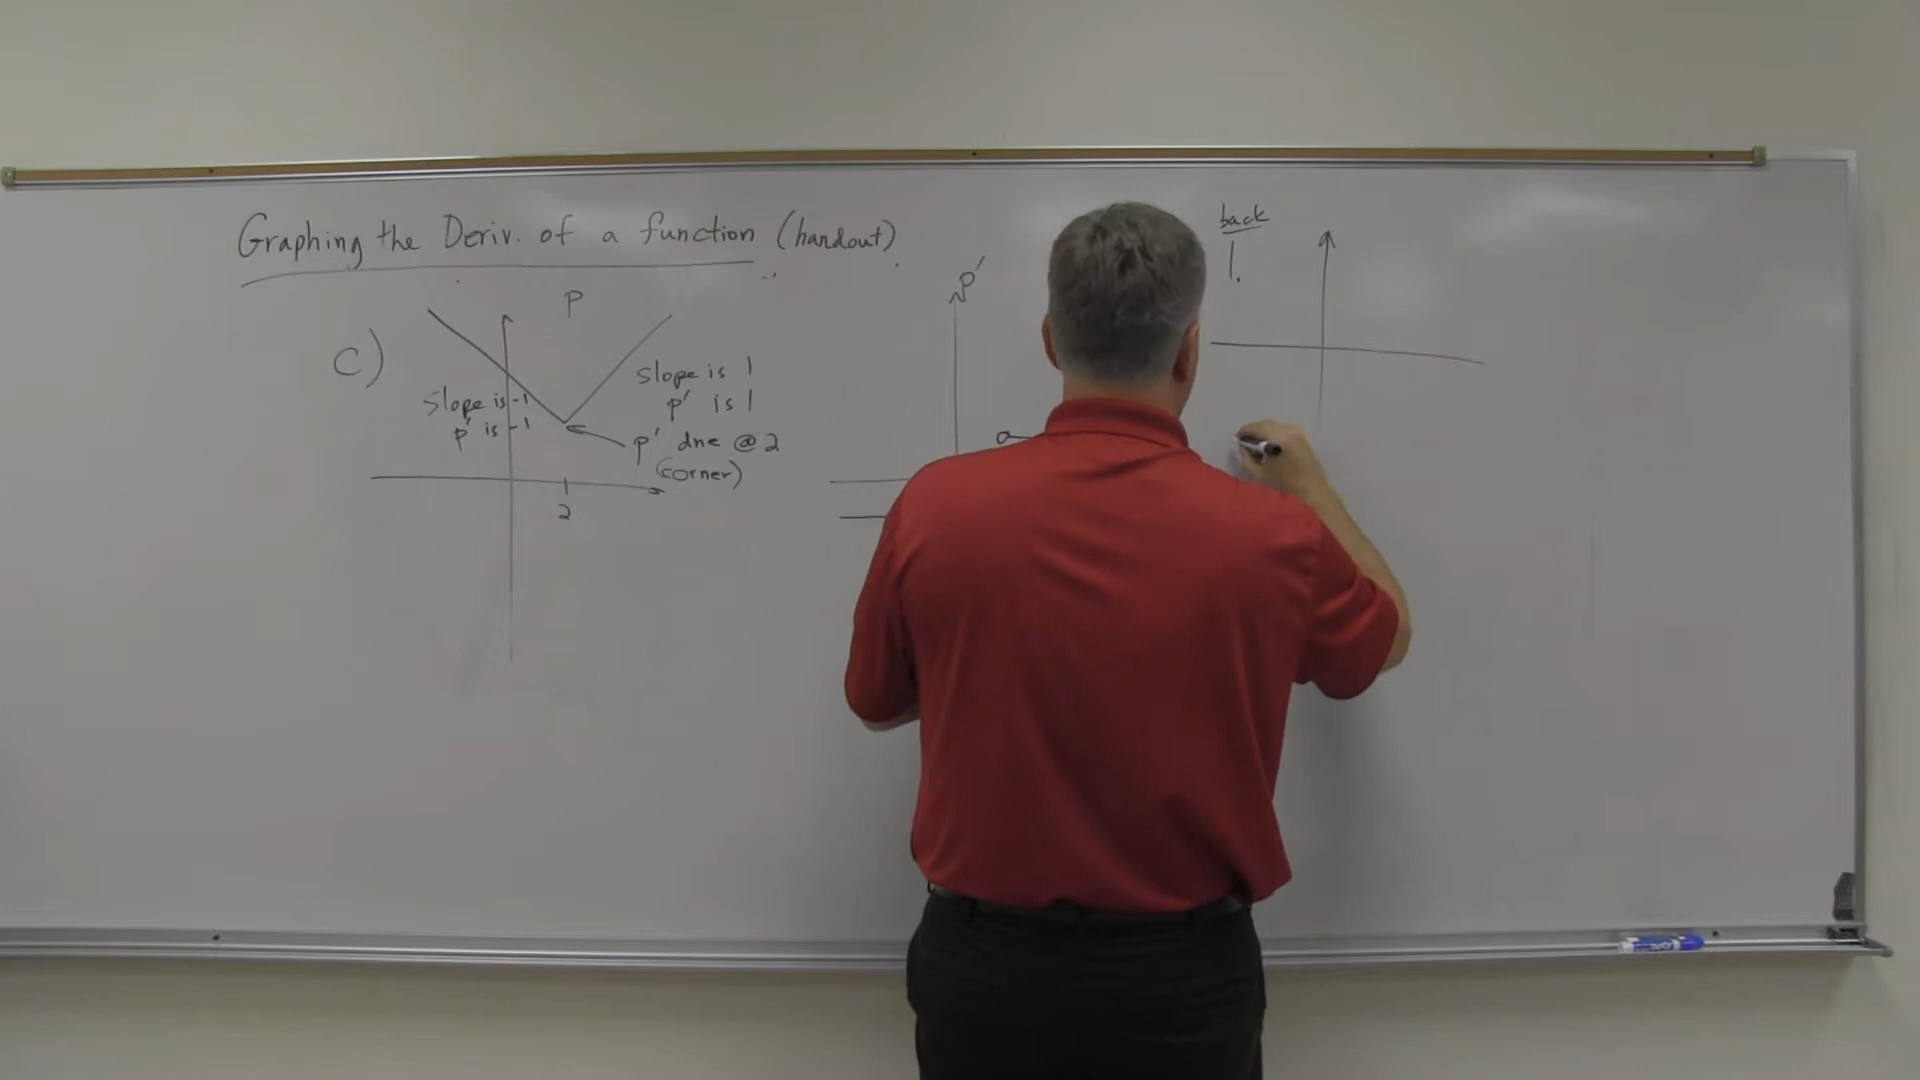 Graphing the Deriv. of a function (handout)
C)
P
Slope is -1
p' is -1
Slope is 1
p' is 1
p' dne @ 2
(corner)
2
p'
back
1.